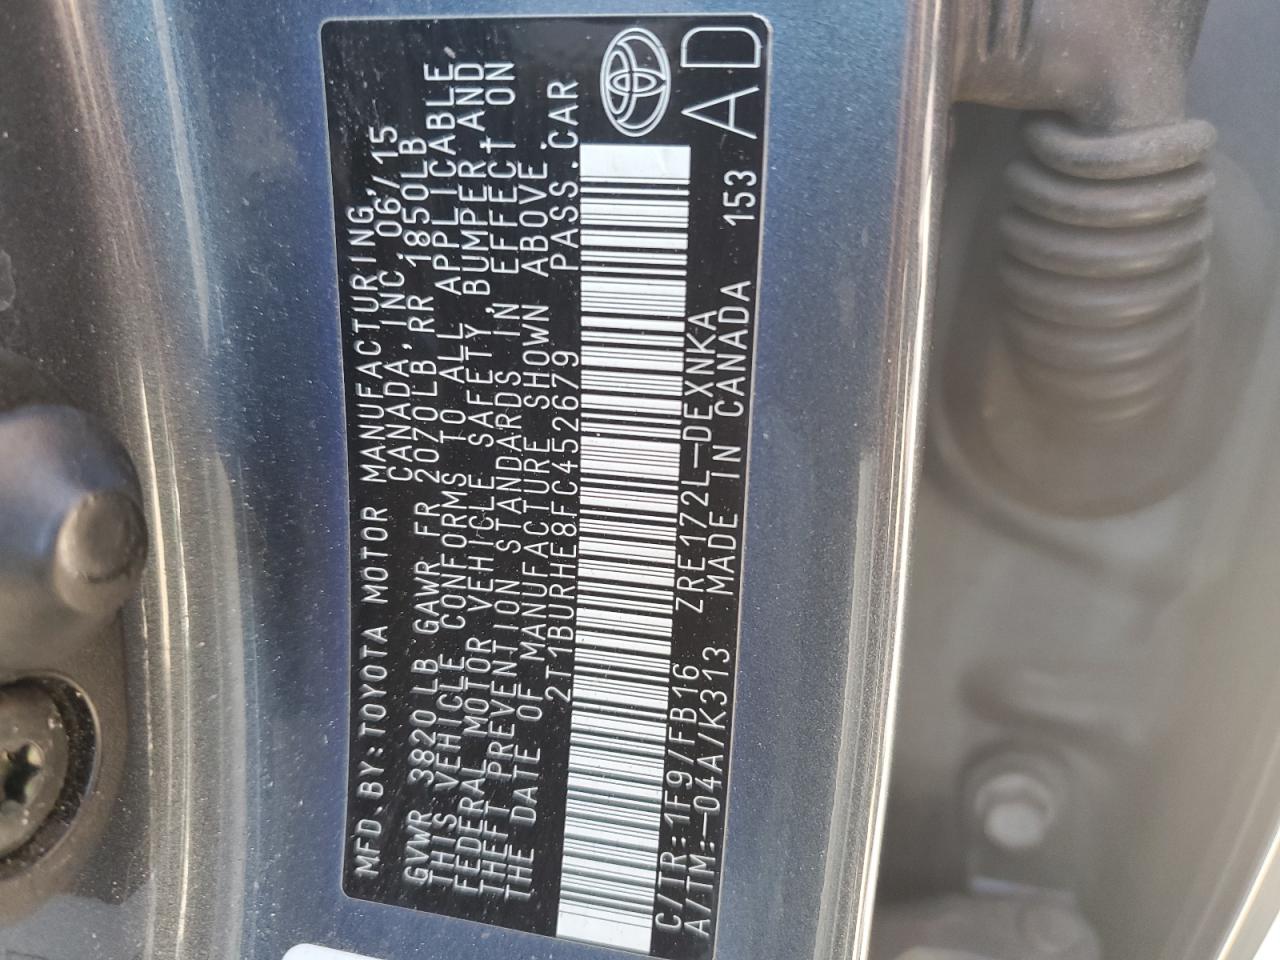 MFD.BY:TOYOTA MOTOR MANUFACTURING,
CANADA,INC. 06/15
GVWR 3820LB GAWR FR 2070LB,RR 1850LB
THIS VEHICLE CONFORMS TO ALL APPLICABLE
FEDERAL MOTOR VEHICLE SAFETY, BUMPER,AND
THEFT PREVENTION STANDARDS IN EFFECT ON
THE DATE OF MANUFACTURE SHOWN ABOVE.
2T1BURHE8FC452679 PASS.CAR
C/TR:1F9/FB16 ZRE172L-DEXNKA
A/TM:-04A/K313 MADE IN CANADA 153
AD